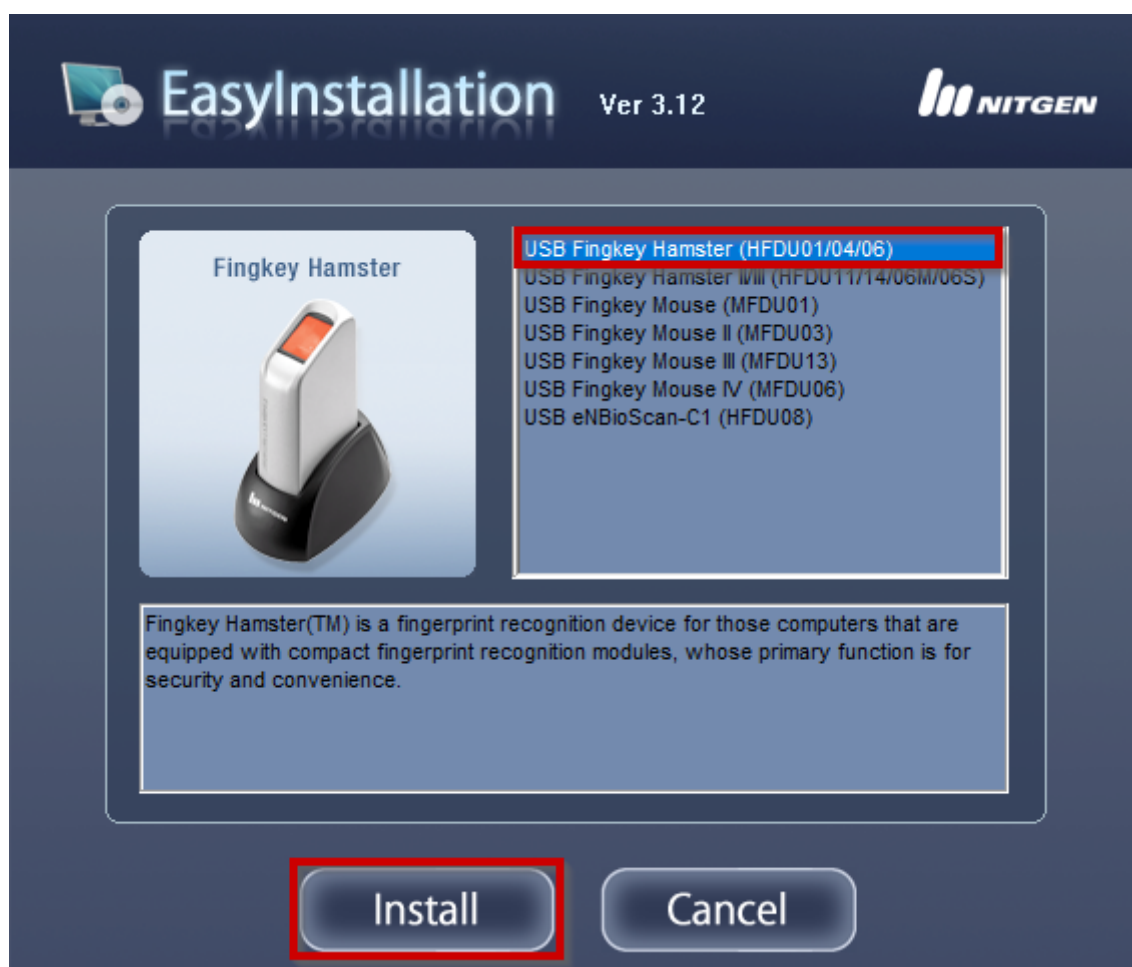 EasyInstallation Ver 3.12 NITGEN
Fingkey Hamster
NITGEN
USB Fingkey Hamster (HFDU01/04/06)
USB Fingkey Hamster II/III (HFDU11/14/06M/06S)
USB Fingkey Mouse (MFDU01)
USB Fingkey Mouse II (MFDU03)
USB Fingkey Mouse III (MFDU13)
USB Fingkey Mouse IV (MFDU06)
USB eNBioScan-C1 (HFDU08)
Fingkey Hamster(TM) is a fingerprint recognition device for those computers that are
equipped with compact fingerprint recognition modules, whose primary function is for
security and convenience.
Install Cancel